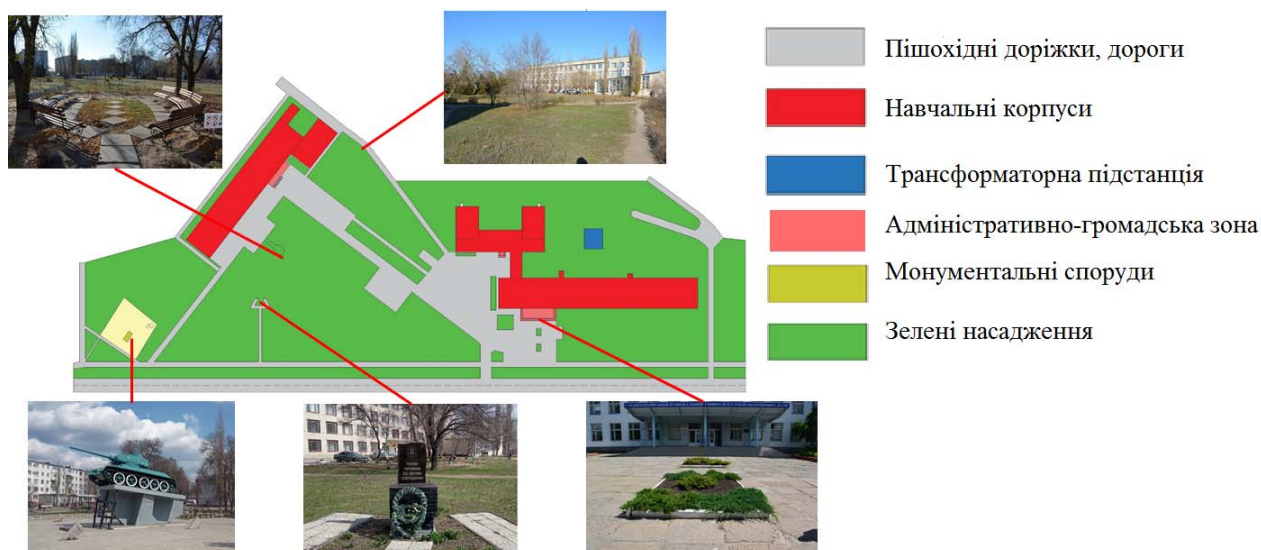 Пішохідні доріжки, дороги
Навчальні корпуси
Трансформаторна підстанція
Адміністративно-громадська зона
Монументальні споруди
Зелені насадження